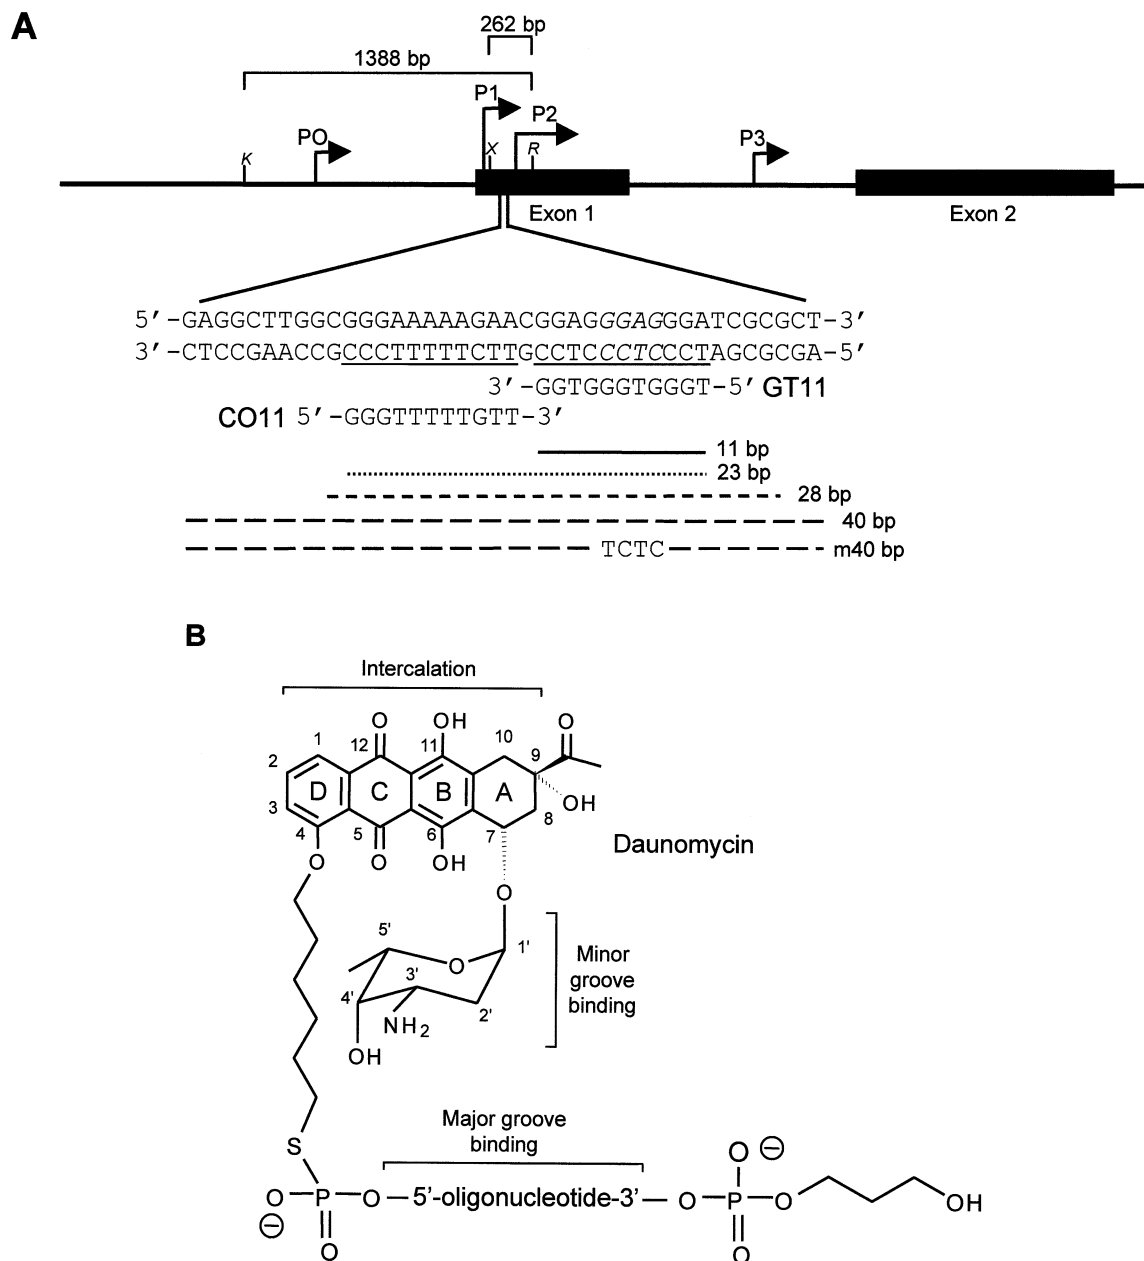 A
262 bp
1388 bp
P1
P2
PO
P3
K
X
R
Exon 1
Exon 2
5′-GAGGCTTGGCGGGAAAAAGAACGGAGGGAGGGATCGCGCT-3′
3′-CTCCGAACCGCCCTTTTTCTTGCCTCCCTCCCTAGCGCGA-5′
3′-GGTGGGTGGGT-5′ GT11
CO11 5′-GGGTTTTTGTT-3′
11 bp
23 bp
28 bp
40 bp
TCTC m40 bp
B
Intercalation
O OH O
1 12 11 10 9
2 D C B A
3 OH
4 5 6 7 8
O O OH
Daunomycin
O
5' 1'
O
3'
4' 2'
NH2
OH
Minor
groove
binding
Major groove
binding
S O ⊖
O P O 5'-oligonucleotide-3' O P O OH
⊖ O O